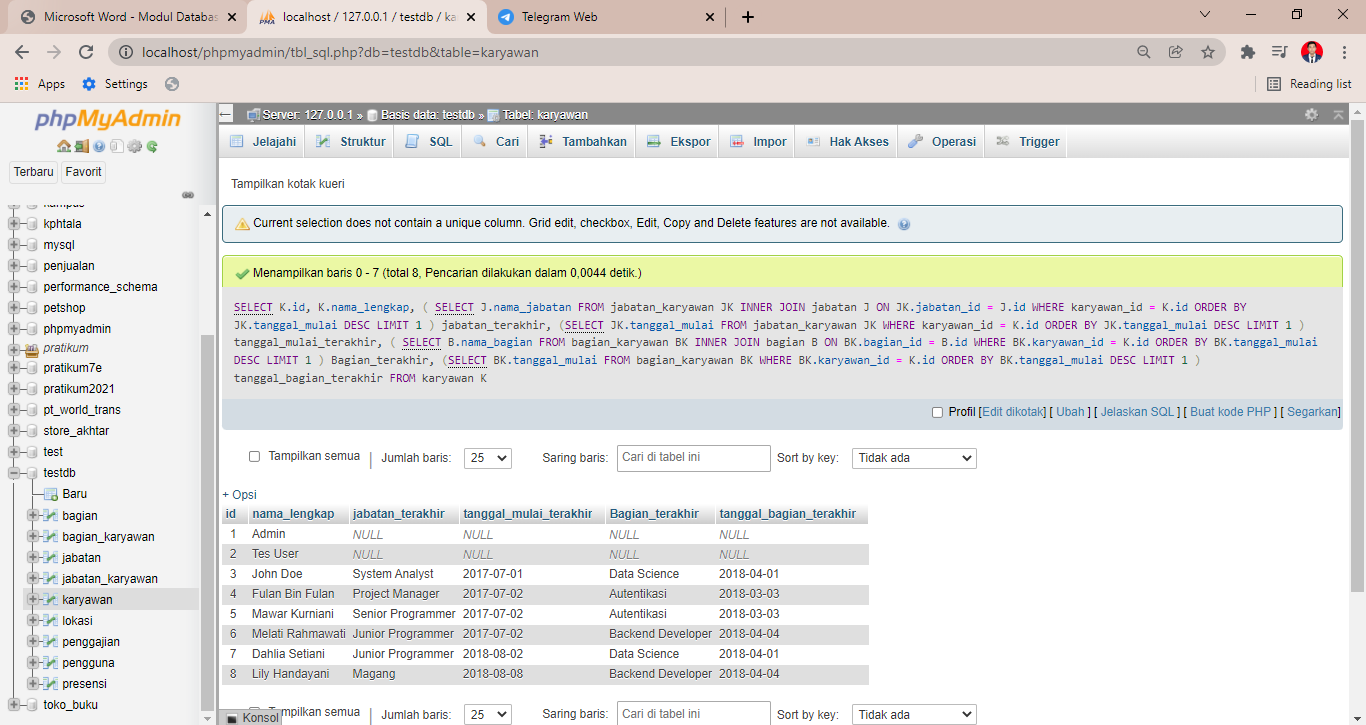 Microsoft Word - Modul Databas
localhost / 127.0.0.1 / testdb / ka
Telegram Web
localhost/phpmyadmin/tbl_sql.php?db=testdb&table=karyawan
Apps
Settings
Reading list
phpMyAdmin
Terbaru
Favorit
kampus
kphtala
mysql
penjualan
performance_schema
petshop
phpmyadmin
pratikum
pratikum7e
pratikum2021
pt_world_trans
store_akhtar
test
testdb
Baru
bagian
bagian_karyawan
jabatan
jabatan_karyawan
karyawan
lokasi
penggajian
pengguna
presensi
toko_buku
Server: 127.0.0.1 » Basis data: testdb » Tabel: karyawan
Jelajahi Struktur SQL Cari Tambahkan Ekspor Impor Hak Akses Operasi Trigger
Tampilkan kotak kueri
Current selection does not contain a unique column. Grid edit, checkbox, Edit, Copy and Delete features are not available.
Menampilkan baris 0 - 7 (total 8, Pencarian dilakukan dalam 0,0044 detik.)
SELECT K.id, K.nama_lengkap, ( SELECT J.nama_jabatan FROM jabatan_karyawan JK INNER JOIN jabatan J ON JK.jabatan_id = J.id WHERE karyawan_id = K.id ORDER BY
JK.tanggal_mulai DESC LIMIT 1 ) jabatan_terakhir, (SELECT JK.tanggal_mulai FROM jabatan_karyawan JK WHERE karyawan_id = K.id ORDER BY JK.tanggal_mulai DESC LIMIT 1 )
tanggal_mulai_terakhir, ( SELECT B.nama_bagian FROM bagian_karyawan BK INNER JOIN bagian B ON BK.bagian_id = B.id WHERE BK.karyawan_id = K.id ORDER BY BK.tanggal_mulai
DESC LIMIT 1 ) Bagian_terakhir, (SELECT BK.tanggal_mulai FROM bagian_karyawan BK WHERE BK.karyawan_id = K.id ORDER BY BK.tanggal_mulai DESC LIMIT 1 )
tanggal_bagian_terakhir FROM karyawan K
Profil [Edit dikotak] [ Ubah ] [ Jelaskan SQL ] [ Buat kode PHP ] [ Segarkan]
Tampilkan semua | Jumlah baris: 25 Saring baris: Cari di tabel ini Sort by key: Tidak ada
+ Opsi
id nama_lengkap jabatan_terakhir tanggal_mulai_terakhir Bagian_terakhir tanggal_bagian_terakhir
1 Admin NULL NULL NULL NULL
2 Tes User NULL NULL NULL NULL
3 John Doe System Analyst 2017-07-01 Data Science 2018-04-01
4 Fulan Bin Fulan Project Manager 2017-07-02 Autentikasi 2018-03-03
5 Mawar Kurniani Senior Programmer 2017-07-02 Autentikasi 2018-03-03
6 Melati Rahmawati Junior Programmer 2017-07-02 Backend Developer 2018-04-04
7 Dahlia Setiani Junior Programmer 2018-08-02 Data Science 2018-04-01
8 Lily Handayani Magang 2018-08-08 Backend Developer 2018-04-04
Tampilkan semua | Jumlah baris: 25 Saring baris: Cari di tabel ini Sort by key: Tidak ada
Konsol